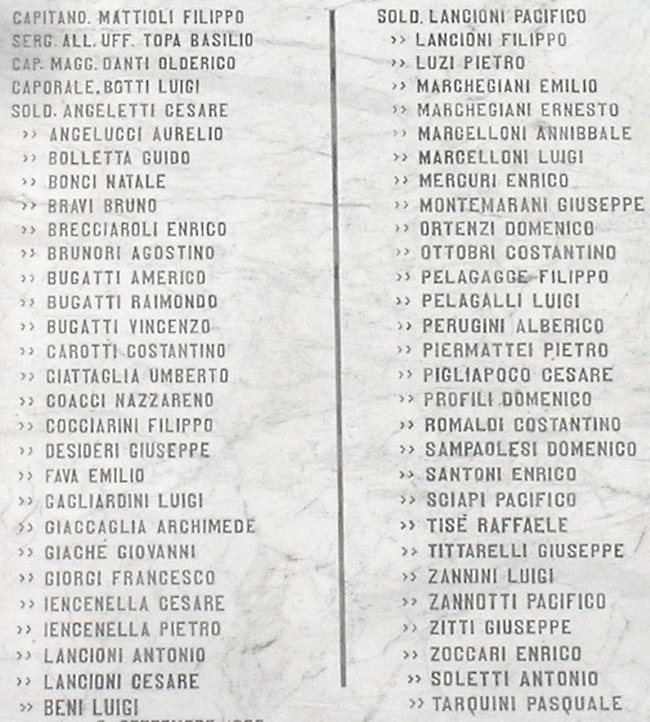 CAPITANO. MATTIOLI FILIPPO
SERG. ALL. UFF. TOPA BASILIO
CAP. MAGG. DANTI OLDERICO
CAPORALE. BOTTI LUIGI
SOLD. ANGELETTI CESARE
›› ANGELUCCI AURELIO
›› BOLLETTA GUIDO
›› BONCI NATALE
›› BRAVI BRUNO
›› BRECCIAROLI ENRICO
›› BRUNORI AGOSTINO
›› BUGATTI AMERICO
›› BUGATTI RAIMONDO
›› BUGATTI VINCENZO
›› CAROTTI COSTANTINO
›› CIATTAGLIA UMBERTO
›› COACCI NAZZARENO
›› COCCIARINI FILIPPO
›› DESIDERI GIUSEPPE
›› FAVA EMILIO
›› GAGLIARDINI LUIGI
›› GIACCAGLIA ARCHIMEDE
›› GIACHÉ GIOVANNI
›› GIORGI FRANCESCO
›› IENCENELLA CESARE
›› IENCENELLA PIETRO
›› LANCIONI ANTONIO
›› LANCIONI CESARE
›› BENI LUIGI
SOLD. LANCIONI PACIFICO
›› LANCIONI FILIPPO
›› LUZI PIETRO
›› MARCHEGIANI EMILIO
›› MARCHEGIANI ERNESTO
›› MARCELLONI ANNIBBALE
›› MARCELLONI LUIGI
›› MERCURI ENRICO
›› MONTEMARANI GIUSEPPE
›› ORTENZI DOMENICO
›› OTTOBRI COSTANTINO
›› PELAGAGGE FILIPPO
›› PELAGALLI LUIGI
›› PERUGINI ALBERICO
›› PIERMATTEI PIETRO
›› PIGLIAPOCO CESARE
›› PROFILI DOMENICO
›› ROMALDI COSTANTINO
›› SAMPAOLESI DOMENICO
›› SANTONI ENRICO
›› SCIAPI PACIFICO
›› TISÉ RAFFAELE
›› TITTARELLI GIUSEPPE
›› ZANNINI LUIGI
›› ZANNOTTI PACIFICO
›› ZITTI GIUSEPPE
›› ZOCCARI ENRICO
›› SOLETTI ANTONIO
›› TARQUINI PASQUALE